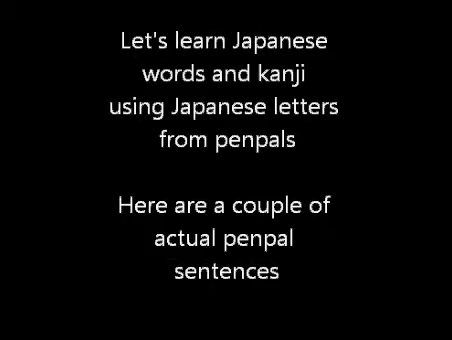 Let's learn Japanese
words and kanji
using Japanese letters
from penpals
Here are a couple of
actual penpal
sentences